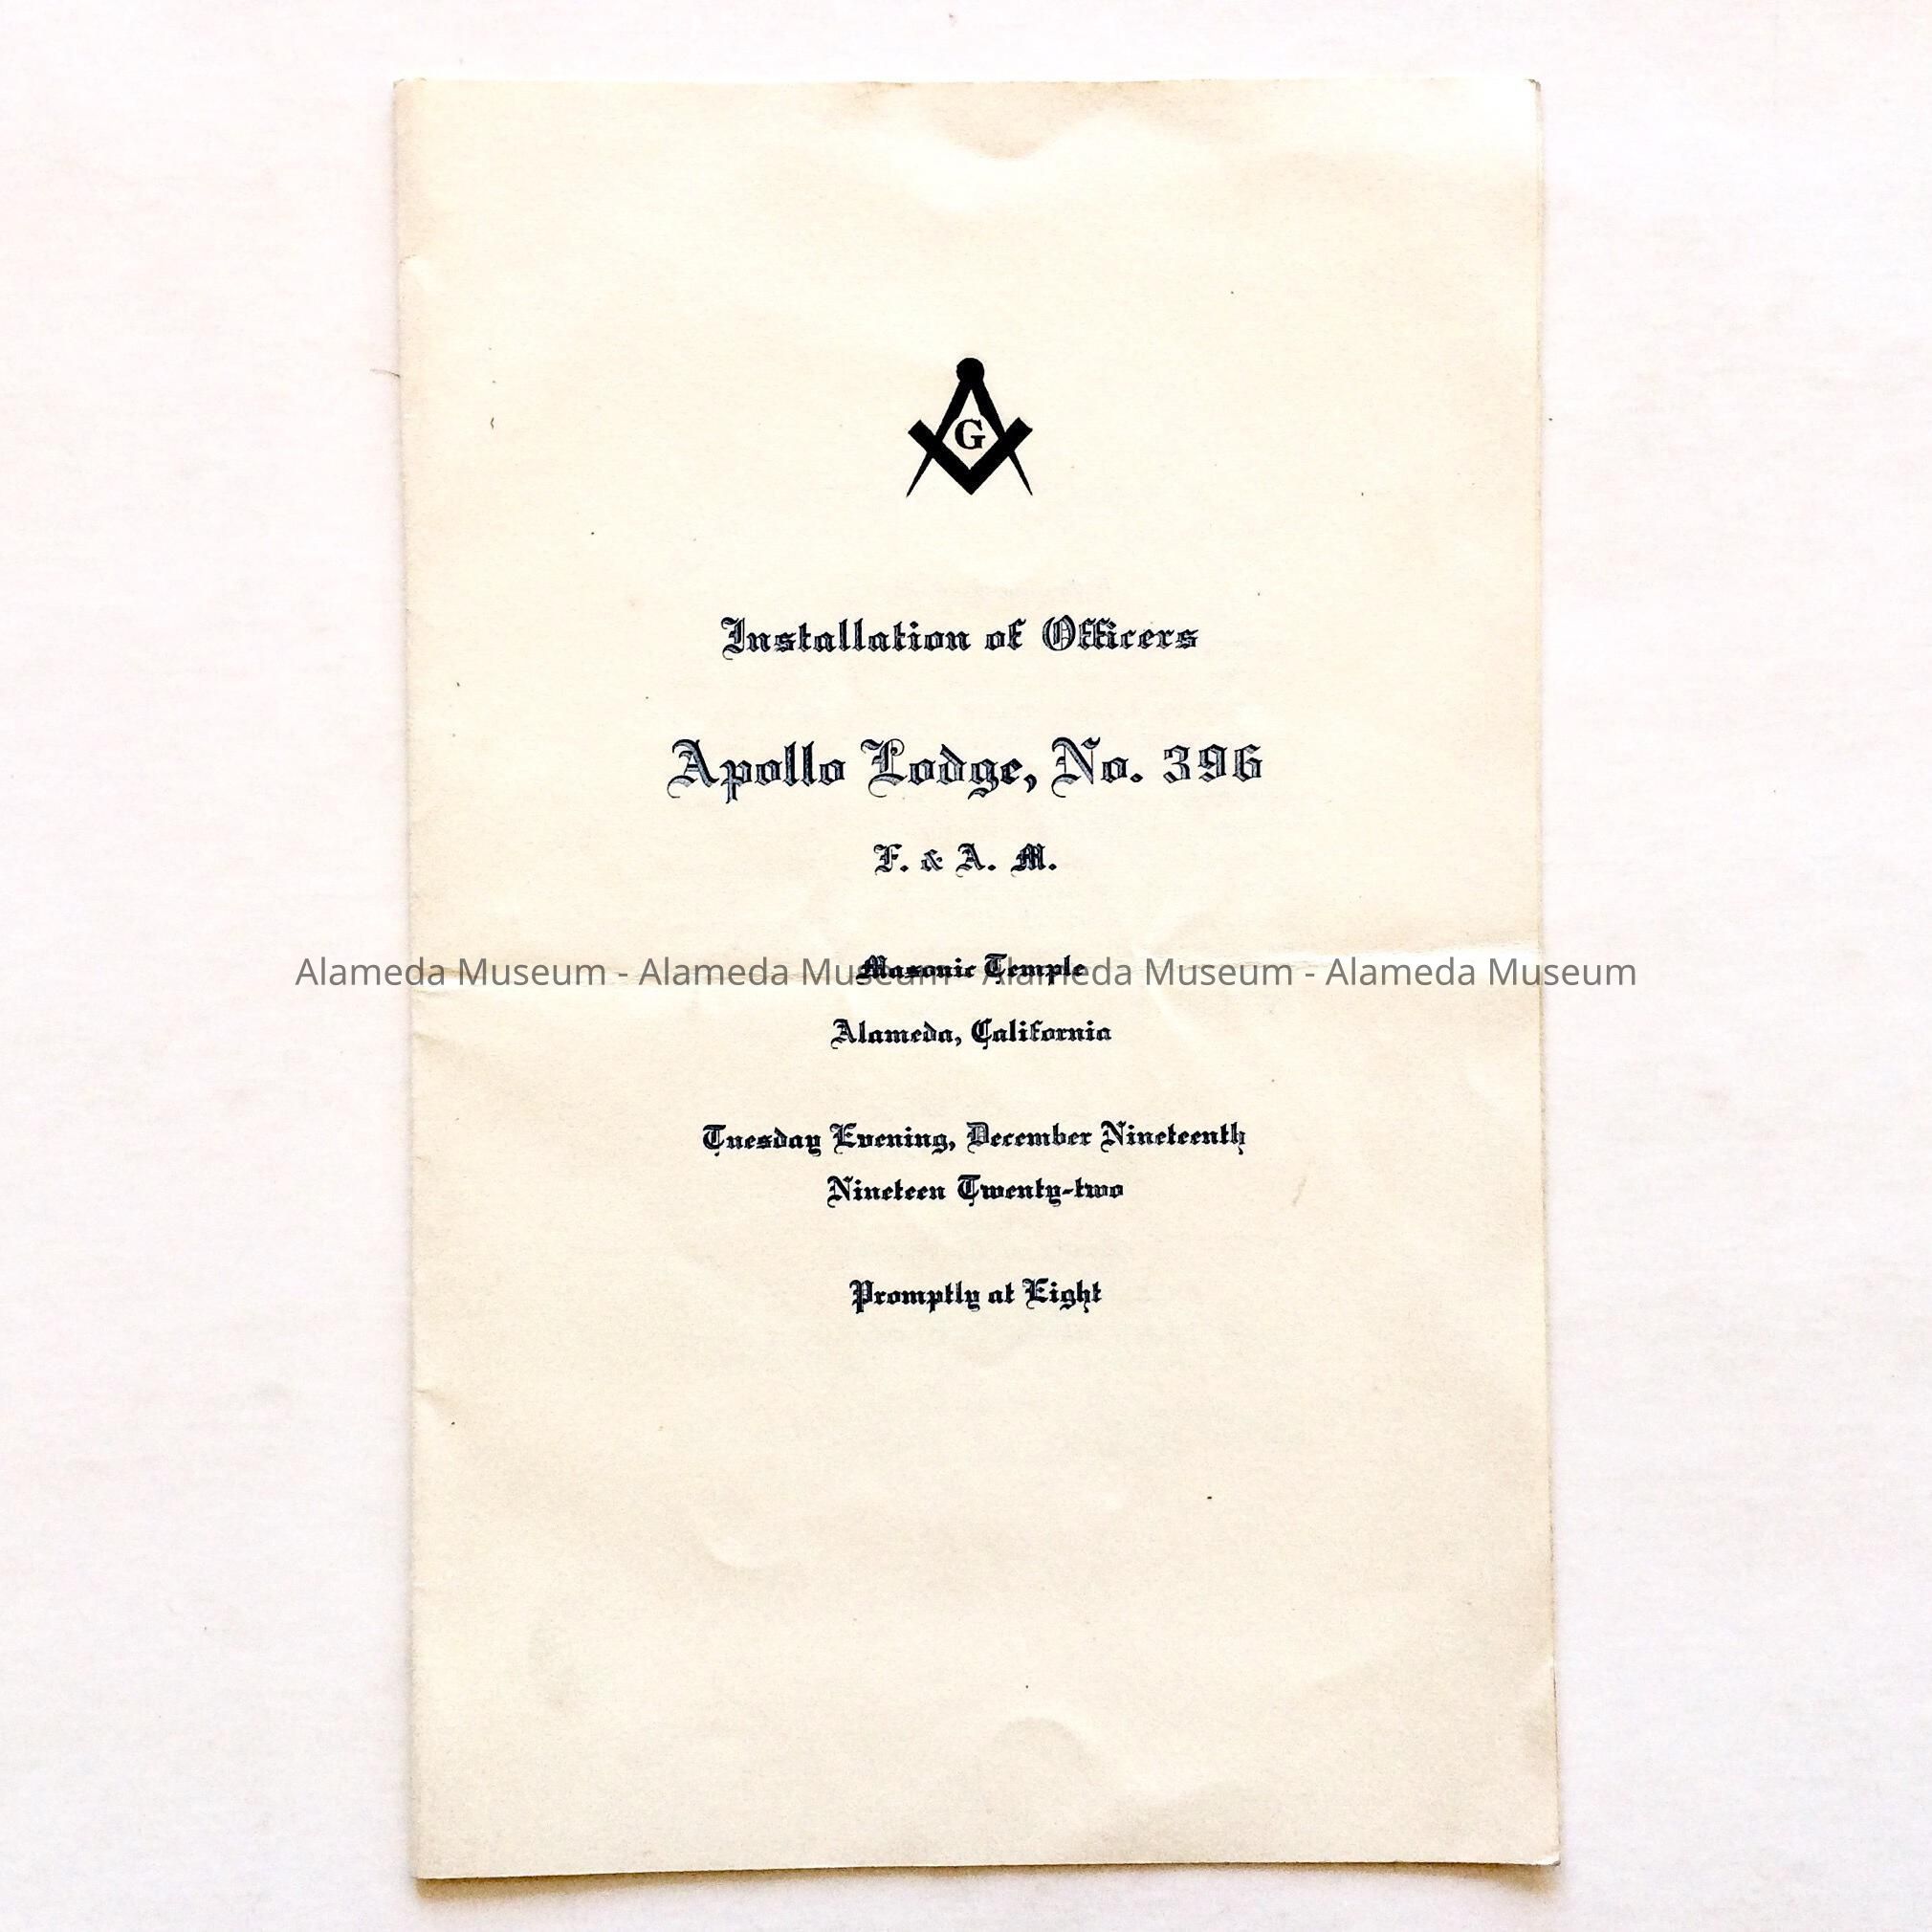 G
Installation of Officers
Apollo Lodge, No. 396
F. & A. M.
Masonic Temple
Alameda Museum - Alameda Museum - Alameda Museum - Alameda Museum
Alameda, California
Tuesday Evening, December Nineteenth
Nineteen Twenty-two
Promptly at Eight